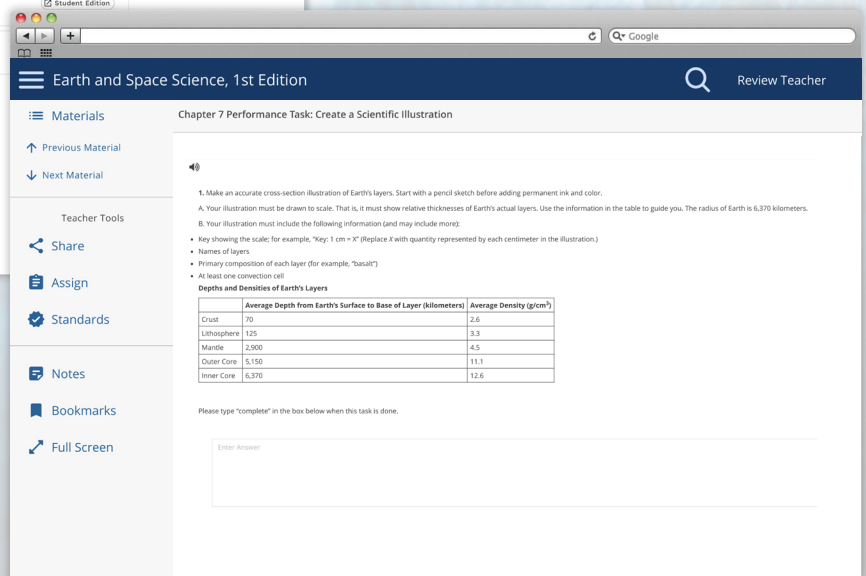 Student Edition
Google
Earth and Space Science, 1st Edition
Review Teacher
Materials
Previous Material
Next Material
Teacher Tools
Share
Assign
Standards
Notes
Bookmarks
Full Screen
Chapter 7 Performance Task: Create a Scientific Illustration
1. Make an accurate cross-section illustration of Earth's layers. Start with a pencil sketch before adding permanent ink and color.
A. Your illustration must be drawn to scale. That is, it must show relative thicknesses of Earth's actual layers. Use the information in the table to guide you. The radius of Earth is 6,370 kilometers.
B. Your illustration must include the following information (and may include more):
• Key showing the scale; for example, "Key: 1 cm = X" (Replace X with quantity represented by each centimeter in the illustration.)
• Names of layers
• Primary composition of each layer (for example, "basalt")
• At least one convection cell
Depths and Densities of Earth's Layers
Average Depth from Earth's Surface to Base of Layer (kilometers) Average Density (g/cm³)
Crust 70 2.6
Lithosphere 125 3.3
Mantle 2,900 4.5
Outer Core 5,150 11.1
Inner Core 6,370 12.6
Please type "complete" in the box below when this task is done.
Enter Answer